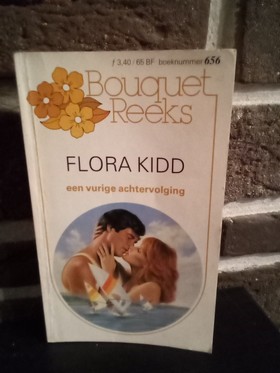 ƒ 3,40 / 65 BF boeknummer 656
Bouquet
Reeks
FLORA KIDD
een vurige achtervolging